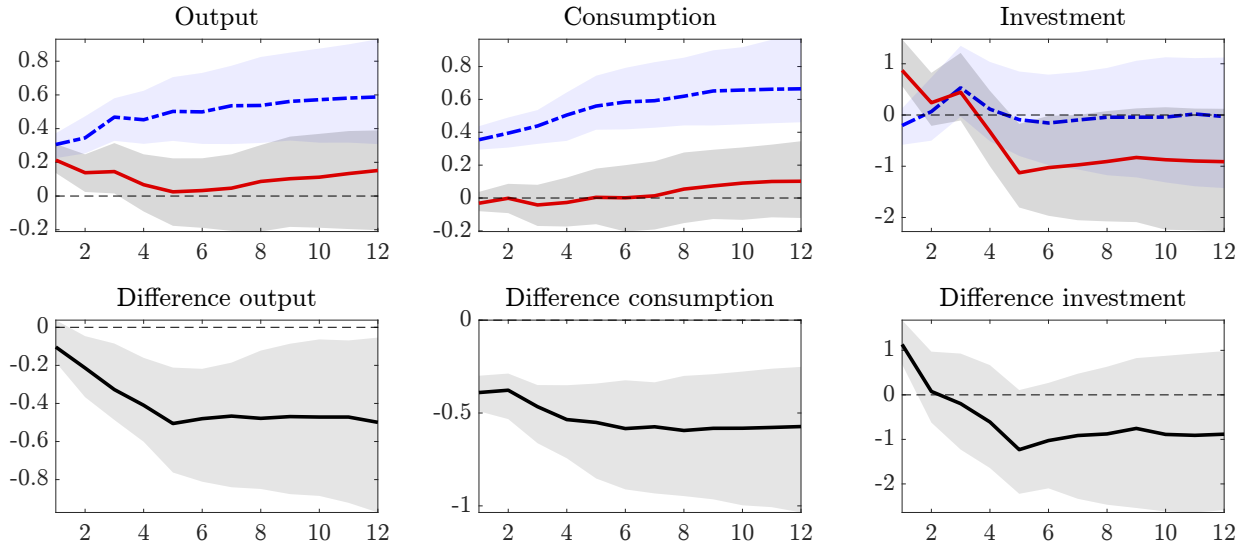 Output
0.8
0.6
0.4
0.2
0
-0.2
2 4 6 8 10 12
Consumption
0.8
0.6
0.4
0.2
0
-0.2
2 4 6 8 10 12
Investment
1
0
-1
-2
2 4 6 8 10 12
Difference output
0
-0.2
-0.4
-0.6
-0.8
2 4 6 8 10 12
Difference consumption
0
-0.5
-1
2 4 6 8 10 12
Difference investment
1
0
-1
-2
2 4 6 8 10 12